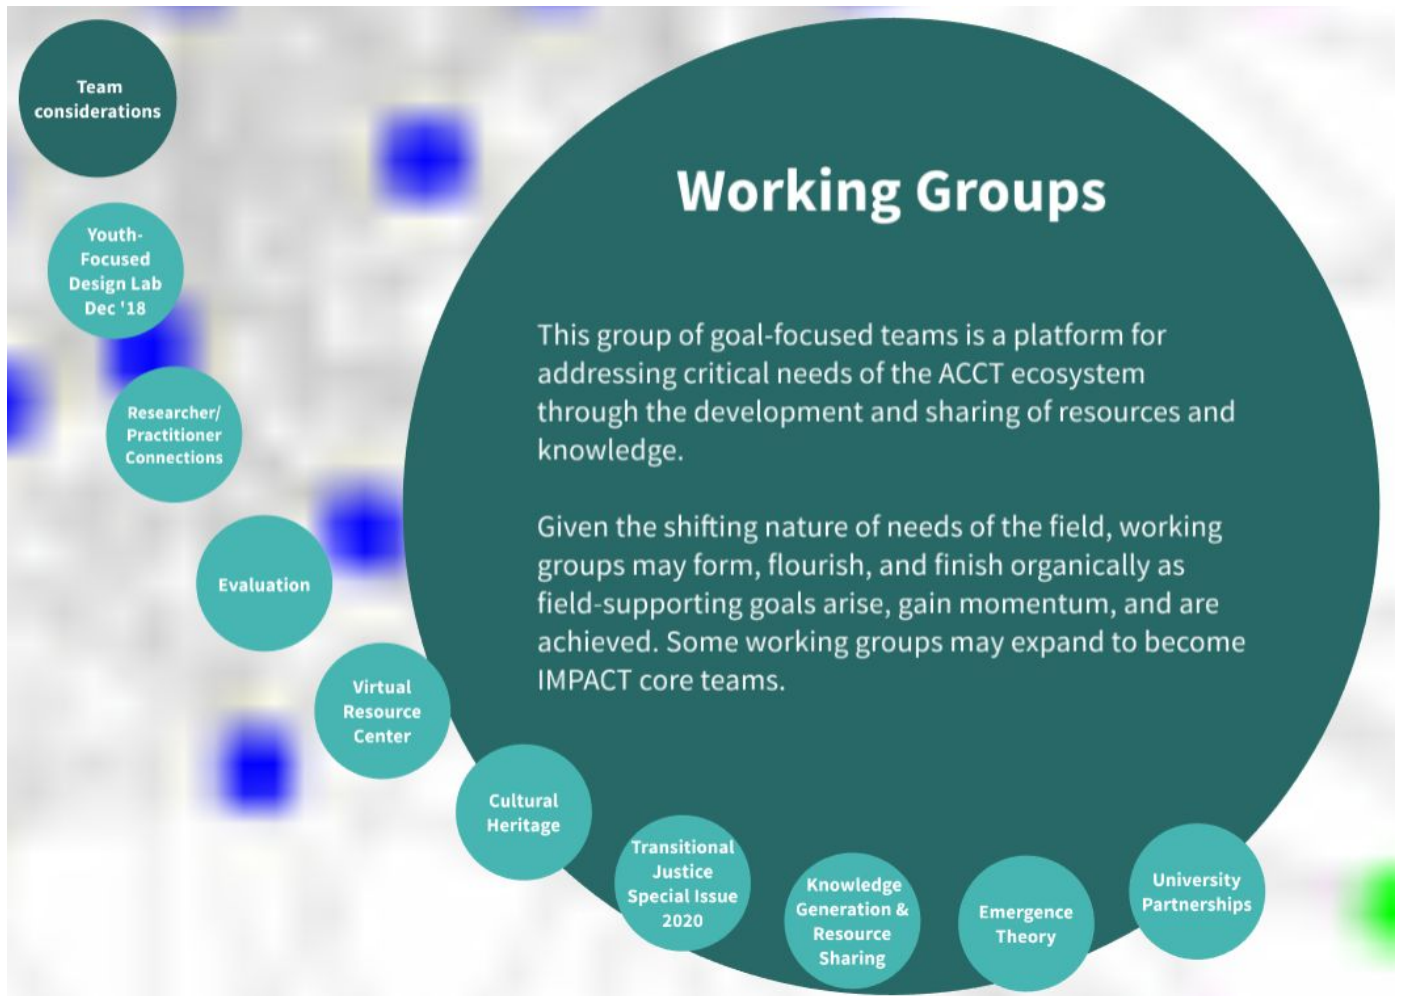 Team
considerations
Youth-
Focused
Design Lab
Dec '18
Researcher/
Practitioner
Connections
Evaluation
Virtual
Resource
Center
Cultural
Heritage
Transitional
Justice
Special Issue
2020
Knowledge
Generation &
Resource
Sharing
Emergence
Theory
University
Partnerships
Working Groups
This group of goal-focused teams is a platform for
addressing critical needs of the ACCT ecosystem
through the development and sharing of resources and
knowledge.
Given the shifting nature of needs of the field, working
groups may form, flourish, and finish organically as
field-supporting goals arise, gain momentum, and are
achieved. Some working groups may expand to become
IMPACT core teams.